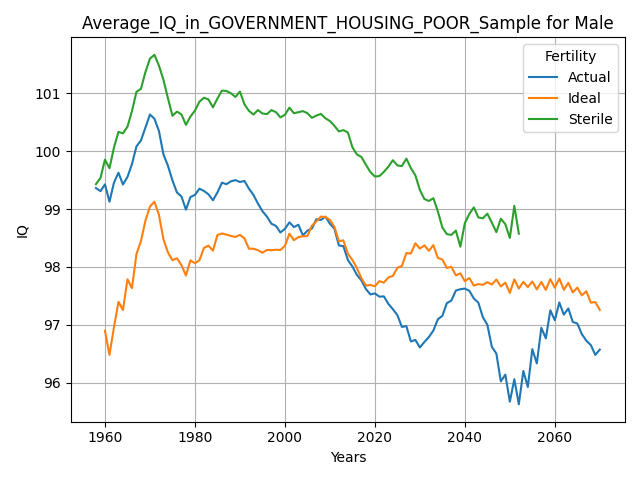 Average_IQ_in_GOVERNMENT_HOUSING_POOR_Sample for Male
Fertility
Actual
Ideal
Sterile
IQ
101
100
99
98
97
96
1960 1980 2000 2020 2040 2060
Years